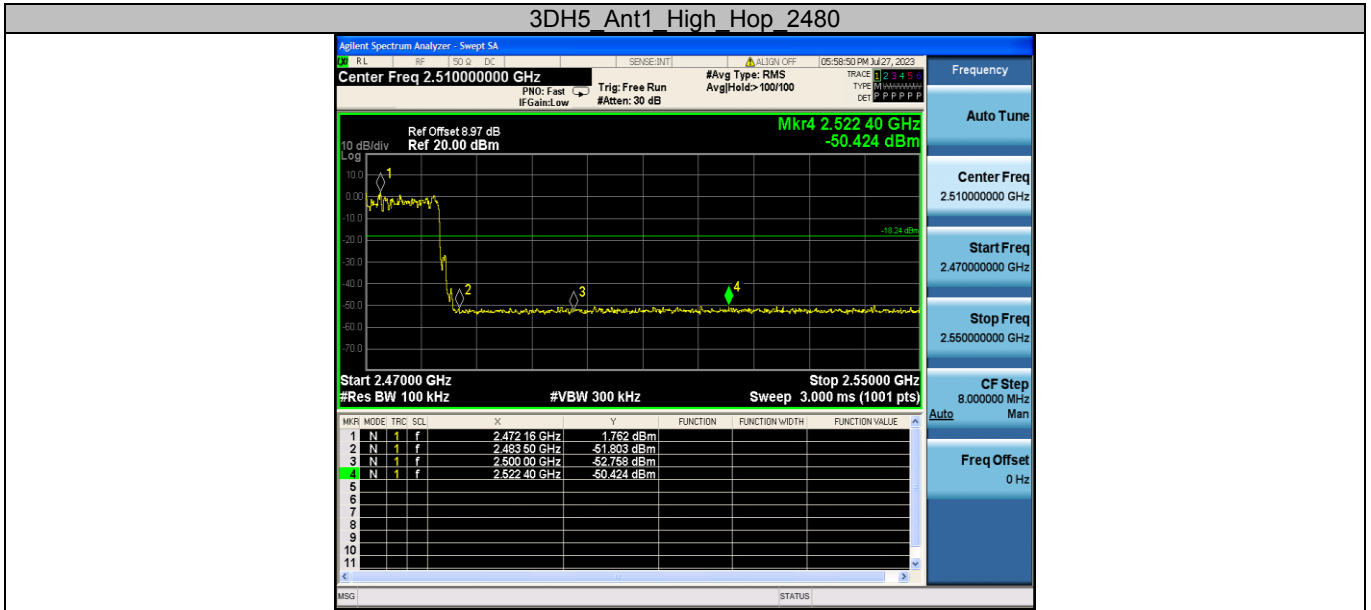 3DH5_Ant1_High_Hop_2480
Agilent Spectrum Analyzer - Swept SA
RL RF 50 Ω DC SENSE:INT ALIGN OFF 05:58:50 PM Jul 27, 2023
Center Freq 2.510000000 GHz
PNO: Fast
IFGain:Low
Trig: Free Run
#Atten: 30 dB
#Avg Type: RMS
Avg|Hold:>100/100
TRACE 1 2 3 4 5 6
TYPE M
DET P P P P P P
Ref Offset 8.97 dB
10 dB/div Ref 20.00 dBm
Log
Mkr4 2.522 40 GHz
-50.424 dBm
10.0
0.00
-10.0
-20.0
-30.0
-40.0
-50.0
-60.0
-70.0
-18.24 dBm
1
2
3
4
Start 2.47000 GHz Stop 2.55000 GHz
#Res BW 100 kHz #VBW 300 kHz Sweep 3.000 ms (1001 pts)
MKR MODE TRC SCL X Y FUNCTION FUNCTION WIDTH FUNCTION VALUE
1 N 1 f 2.472 16 GHz 1.762 dBm
2 N 1 f 2.483 50 GHz -51.803 dBm
3 N 1 f 2.500 00 GHz -52.758 dBm
4 N 1 f 2.522 40 GHz -50.424 dBm
5
6
7
8
9
10
11
MSG STATUS
Frequency
Auto Tune
Center Freq
2.510000000 GHz
Start Freq
2.470000000 GHz
Stop Freq
2.550000000 GHz
CF Step
8.000000 MHz
Auto Man
Freq Offset
0 Hz